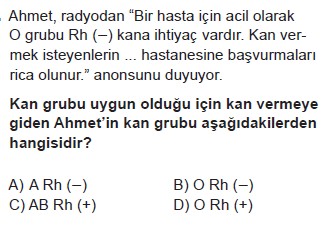 Ahmet, radyodan “Bir hasta için acil olarak
O grubu Rh (−) kana ihtiyaç vardır. Kan ver-
mek isteyenlerin ... hastanesine başvurmaları
rica olunur.” anonsunu duyuyor.
Kan grubu uygun olduğu için kan vermeye
giden Ahmet’in kan grubu aşağıdakilerden
hangisidir?
A) A Rh (−) B) O Rh (−)
C) AB Rh (+) D) O Rh (+)